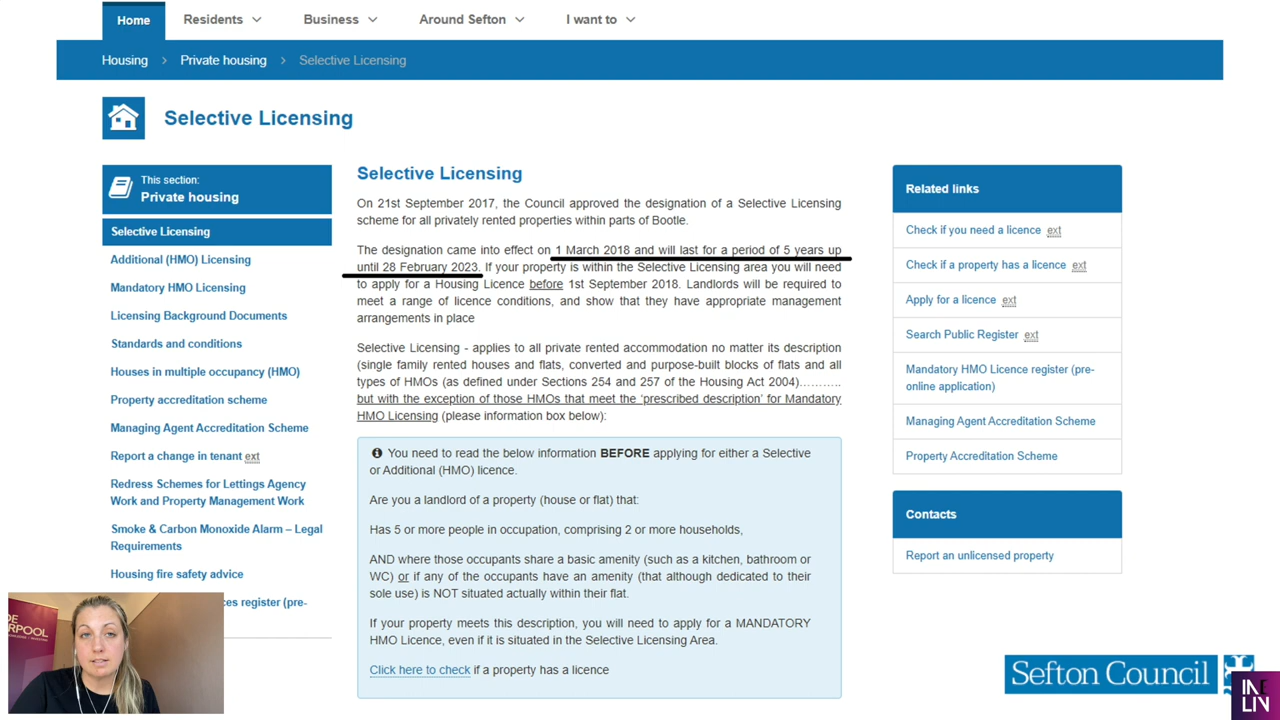 Home Residents Business Around Sefton I want to
Housing > Private housing > Selective Licensing
Selective Licensing
This section:
Private housing
Selective Licensing
Additional (HMO) Licensing
Mandatory HMO Licensing
Licensing Background Documents
Standards and conditions
Houses in multiple occupancy (HMO)
Property accreditation scheme
Managing Agent Accreditation Scheme
Report a change in tenant ext
Redress Schemes for Lettings Agency
Work and Property Management Work
Smoke & Carbon Monoxide Alarm – Legal
Requirements
Housing fire safety advice
ces register (pre-
Selective Licensing
On 21st September 2017, the Council approved the designation of a Selective Licensing
scheme for all privately rented properties within parts of Bootle.
The designation came into effect on 1 March 2018 and will last for a period of 5 years up
until 28 February 2023. If your property is within the Selective Licensing area you will need
to apply for a Housing Licence before 1st September 2018. Landlords will be required to
meet a range of licence conditions, and show that they have appropriate management
arrangements in place
Selective Licensing - applies to all private rented accommodation no matter its description
(single family rented houses and flats, converted and purpose-built blocks of flats and all
types of HMOs (as defined under Sections 254 and 257 of the Housing Act 2004)……….
but with the exception of those HMOs that meet the 'prescribed description' for Mandatory
HMO Licensing (please information box below):
You need to read the below information BEFORE applying for either a Selective
or Additional (HMO) licence.
Are you a landlord of a property (house or flat) that:
Has 5 or more people in occupation, comprising 2 or more households,
AND where those occupants share a basic amenity (such as a kitchen, bathroom or
WC) or if any of the occupants have an amenity (that although dedicated to their
sole use) is NOT situated actually within their flat.
If your property meets this description, you will need to apply for a MANDATORY
HMO Licence, even if it is situated in the Selective Licensing Area.
Click here to check if a property has a licence
Related links
Check if you need a licence ext
Check if a property has a licence ext
Apply for a licence ext
Search Public Register ext
Mandatory HMO Licence register (pre-
online application)
Managing Agent Accreditation Scheme
Property Accreditation Scheme
Contacts
Report an unlicensed property
Sefton Council